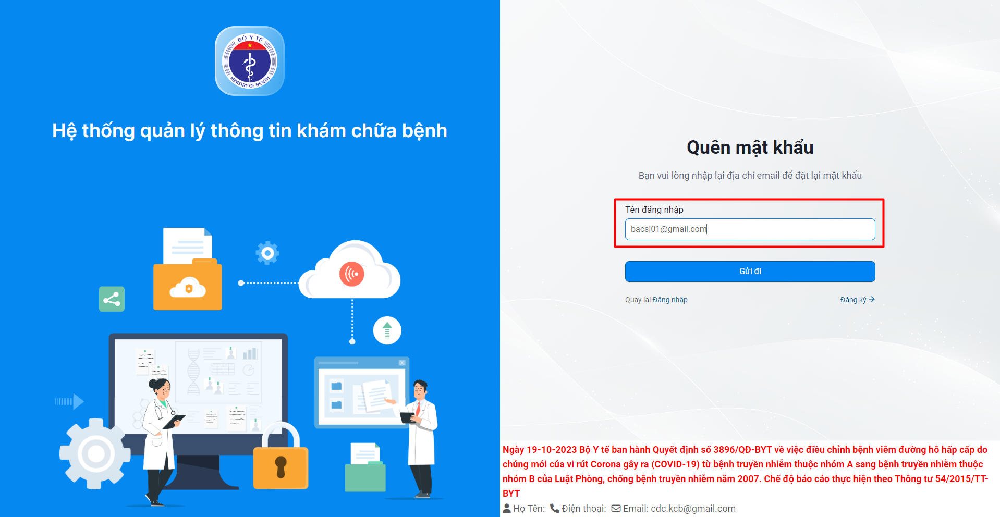 BỘ Y TẾ
MINISTRY OF HEALTH
Hệ thống quản lý thông tin khám chữa bệnh
Quên mật khẩu
Bạn vui lòng nhập lại địa chỉ email để đặt lại mật khẩu
Tên đăng nhập
bacsi01@gmail.com
Gửi đi
Quay lại Đăng nhập
Đăng ký →
Ngày 19-10-2023 Bộ Y tế ban hành Quyết định số 3896/QĐ-BYT về việc điều chỉnh bệnh viêm đường hô hấp cấp do
chủng mới của vi rút Corona gây ra (COVID-19) từ bệnh truyền nhiễm thuộc nhóm A sang bệnh truyền nhiễm thuộc
nhóm B của Luật Phòng, chống bệnh truyền nhiễm năm 2007. Chế độ báo cáo thực hiện theo Thông tư 54/2015/TT-
BYT
Họ Tên: Điện thoại: Email: cdc.kcb@gmail.com